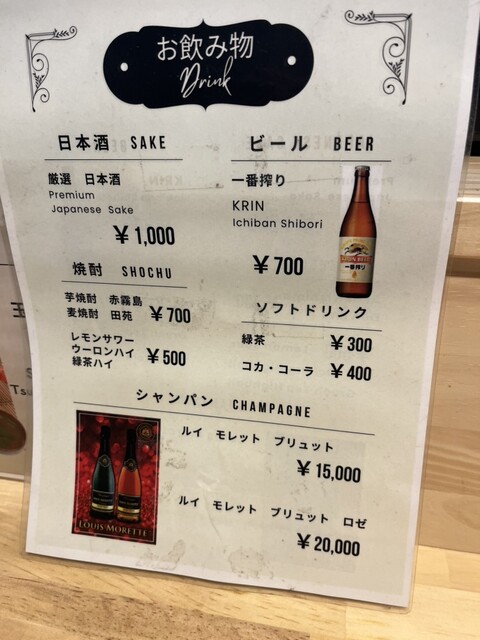 お飲み物
Drink
日本酒 SAKE
厳選 日本酒
Premium
Japanese Sake
¥1,000
ビール BEER
一番搾り
KRIN
Ichiban Shibori
¥700
焼酎 SHOCHU
芋焼酎 赤霧島
麦焼酎 田苑
¥700
レモンサワー
ウーロンハイ
緑茶ハイ
¥500
ソフトドリンク
緑茶 ¥300
コカ・コーラ ¥400
シャンパン CHAMPAGNE
ルイ モレット ブリュット
¥15,000
ルイ モレット ブリュット ロゼ
¥20,000
LOUIS MORETTE
KIRIN BEER
一番搾り